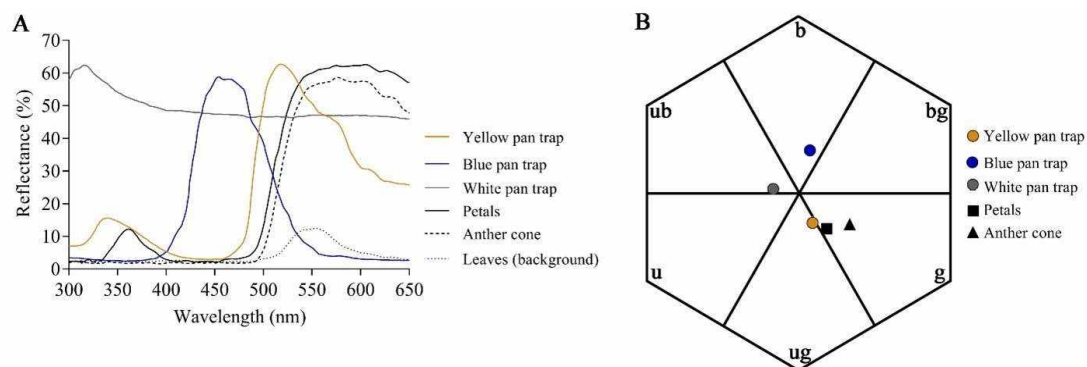 A
70
60
50
40
30
20
10
0
Reflectance (%)
300 350 400 450 500 550 600 650
Wavelength (nm)
Yellow pan trap
Blue pan trap
White pan trap
Petals
Anther cone
Leaves (background)
B
b
ub
bg
u
g
ug
Yellow pan trap
Blue pan trap
White pan trap
Petals
Anther cone